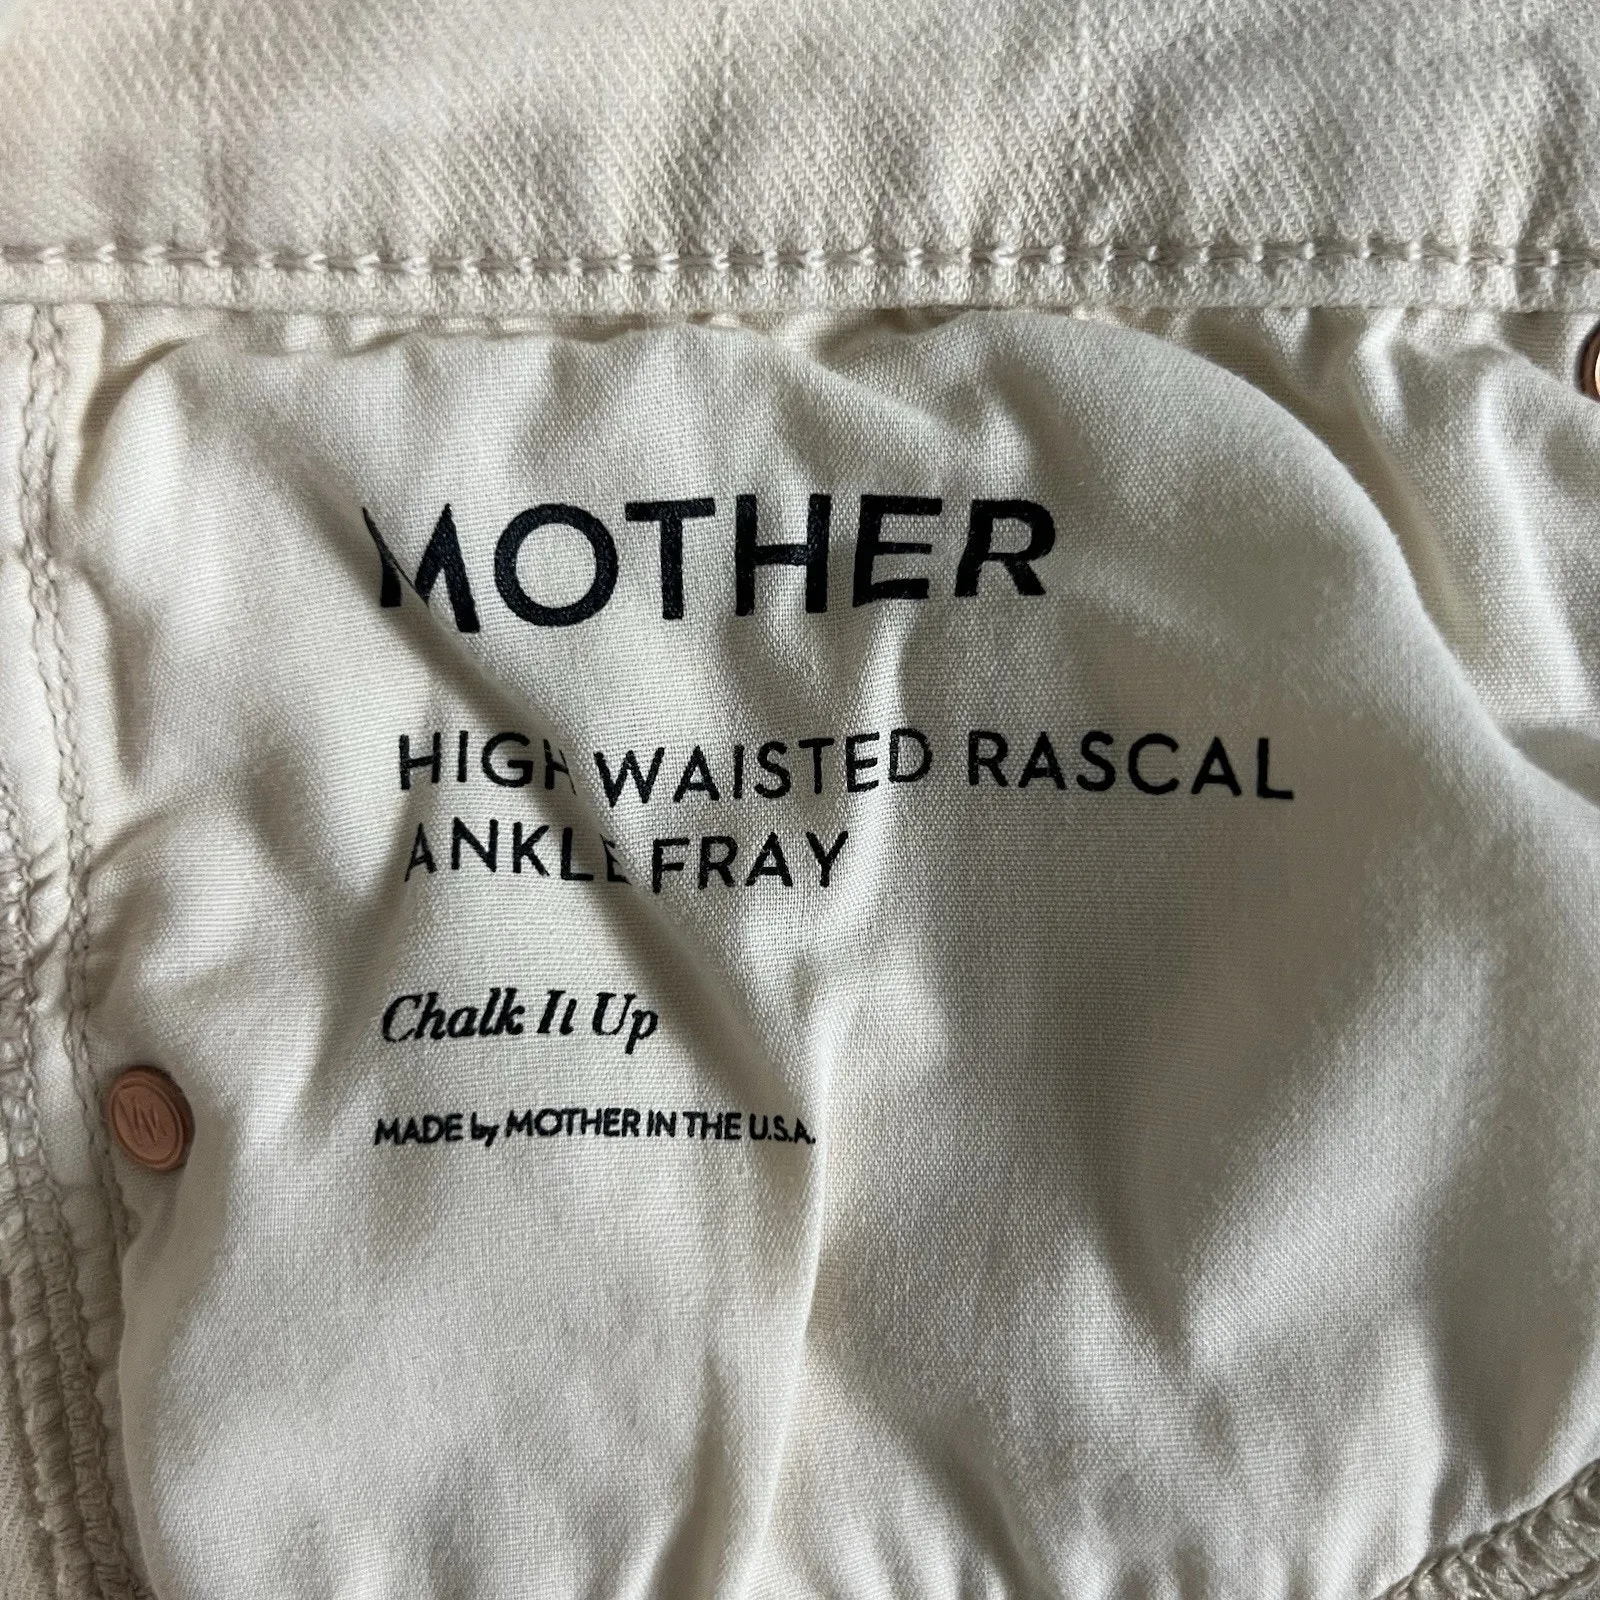 MOTHER
HIGH WAISTED RASCAL
ANKLE FRAY
Chalk It Up
MADE by MOTHER IN THE U.S.A.